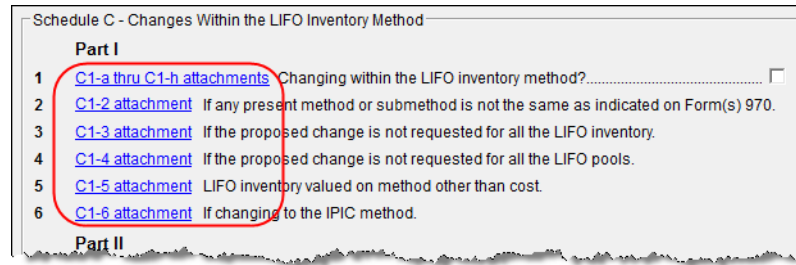 Schedule C - Changes Within the LIFO Inventory Method
Part I
1 C1-a thru C1-h attachments Changing within the LIFO inventory method?...............................................
2 C1-2 attachment If any present method or submethod is not the same as indicated on Form(s) 970.
3 C1-3 attachment If the proposed change is not requested for all the LIFO inventory.
4 C1-4 attachment If the proposed change is not requested for all the LIFO pools.
5 C1-5 attachment LIFO inventory valued on method other than cost.
6 C1-6 attachment If changing to the IPIC method.
Part II